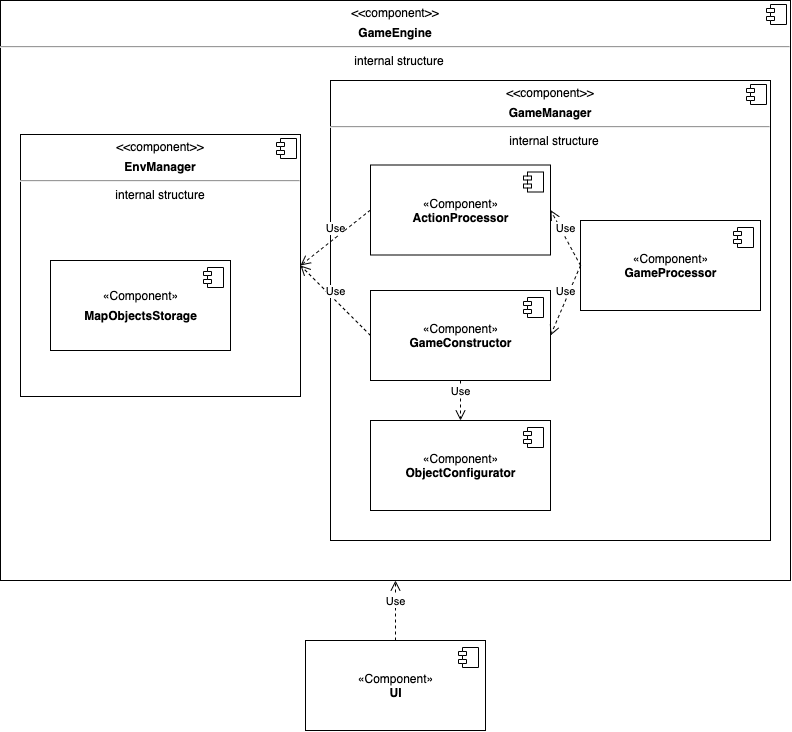 <<component>>
GameEngine
internal structure
<<component>>
GameManager
internal structure
<<component>>
EnvManager
internal structure
«Component»
ActionProcessor
Use
Use
«Component»
GameProcessor
«Component»
MapObjectsStorage
Use
Use
«Component»
GameConstructor
Use
«Component»
ObjectConfigurator
Use
«Component»
UI